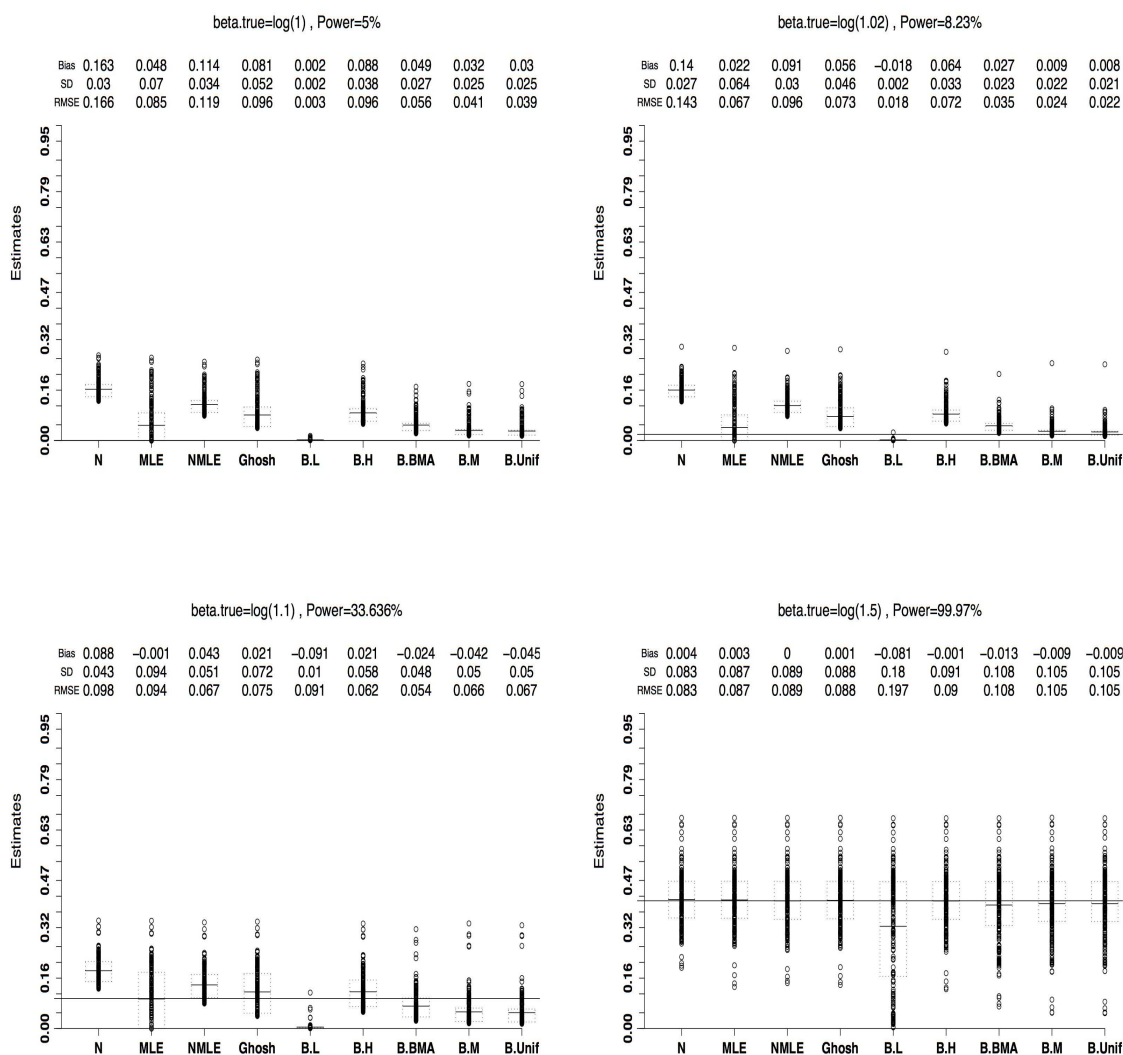 beta.true=log(1) , Power=5%
Bias 0.163 0.048 0.114 0.081 0.002 0.088 0.049 0.032 0.03
SD 0.03 0.07 0.034 0.052 0.002 0.038 0.027 0.025 0.025
RMSE 0.166 0.085 0.119 0.096 0.003 0.096 0.056 0.041 0.039
Estimates
0.95
0.79
0.63
0.47
0.32
0.16
0.00
N MLE NMLE Ghosh B.L B.H B.BMA B.M B.Unif
beta.true=log(1.02) , Power=8.23%
Bias 0.14 0.022 0.091 0.056 −0.018 0.064 0.027 0.009 0.008
SD 0.027 0.064 0.03 0.046 0.002 0.033 0.023 0.022 0.021
RMSE 0.143 0.067 0.096 0.073 0.018 0.072 0.035 0.024 0.022
Estimates
0.95
0.79
0.63
0.47
0.32
0.16
0.00
N MLE NMLE Ghosh B.L B.H B.BMA B.M B.Unif
beta.true=log(1.1) , Power=33.636%
Bias 0.088 −0.001 0.043 0.021 −0.091 0.021 −0.024 −0.042 −0.045
SD 0.043 0.094 0.051 0.072 0.01 0.058 0.048 0.05 0.05
RMSE 0.098 0.094 0.067 0.075 0.091 0.062 0.054 0.066 0.067
Estimates
0.95
0.79
0.63
0.47
0.32
0.16
0.00
N MLE NMLE Ghosh B.L B.H B.BMA B.M B.Unif
beta.true=log(1.5) , Power=99.97%
Bias 0.004 0.003 0 0.001 −0.081 −0.001 −0.013 −0.009 −0.009
SD 0.083 0.087 0.089 0.088 0.18 0.091 0.108 0.105 0.105
RMSE 0.083 0.087 0.089 0.088 0.197 0.09 0.108 0.105 0.105
Estimates
0.95
0.79
0.63
0.47
0.32
0.16
0.00
N MLE NMLE Ghosh B.L B.H B.BMA B.M B.Unif